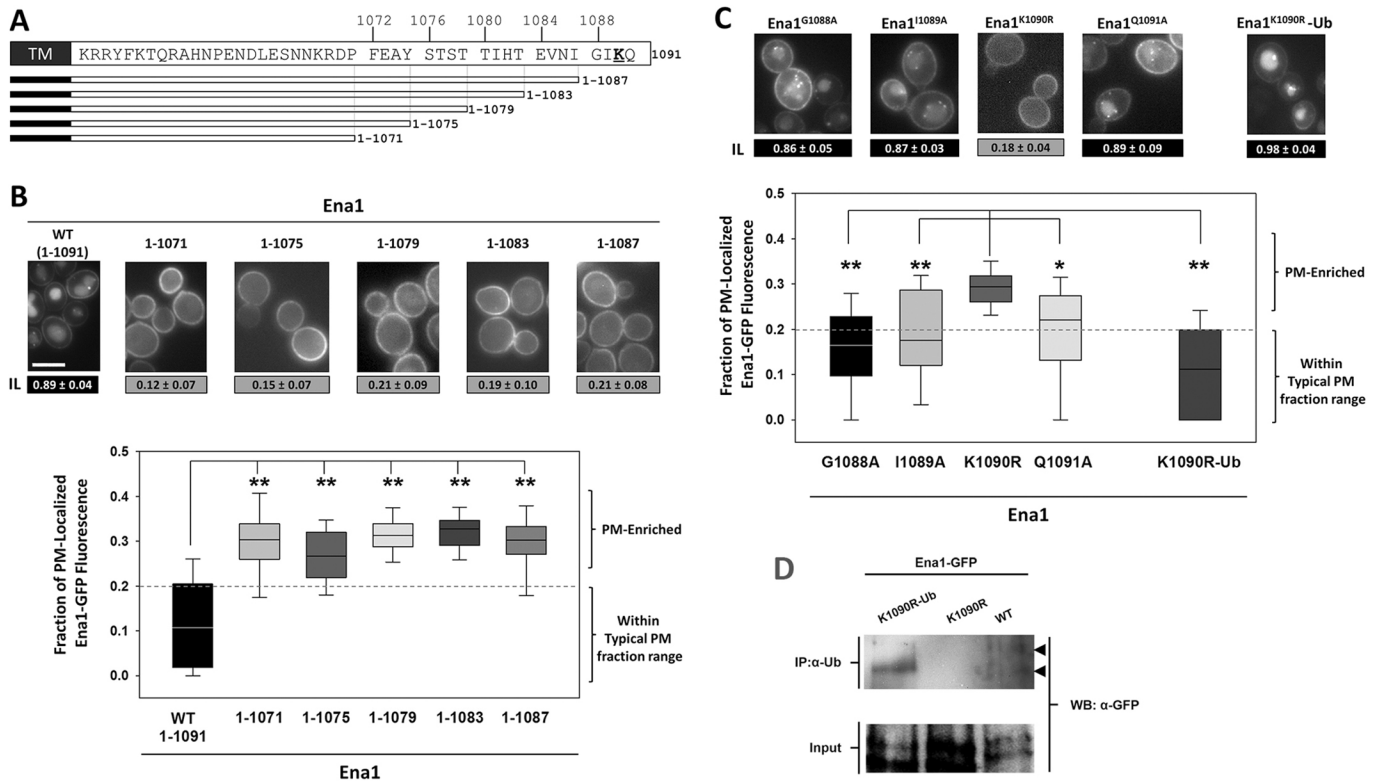 A
1072 1076 1080 1084 1088
TM KRRYFKTQRAHNPENDLESNNKRDP FEAY STST TIHT EVNI GIKQ 1091
1-1087
1-1083
1-1079
1-1075
1-1071
B
Ena1
WT (1-1091) 1-1071 1-1075 1-1079 1-1083 1-1087
IL 0.89 ± 0.04 0.12 ± 0.07 0.15 ± 0.07 0.21 ± 0.09 0.19 ± 0.10 0.21 ± 0.08
Fraction of PM-Localized
Ena1-GFP Fluorescence
0.5
0.4
0.3
0.2
0.1
0.0
** ** ** ** **
PM-Enriched
Within
Typical PM
fraction range
WT 1-1091 1-1071 1-1075 1-1079 1-1083 1-1087
Ena1
C
Ena1G1088A Ena1I1089A Ena1K1090R Ena1Q1091A Ena1K1090R-Ub
IL 0.86 ± 0.05 0.87 ± 0.03 0.18 ± 0.04 0.89 ± 0.09 0.98 ± 0.04
Fraction of PM-Localized
Ena1-GFP Fluorescence
0.5
0.4
0.3
0.2
0.1
0.0
** ** * **
PM-Enriched
Within
Typical PM
fraction range
G1088A I1089A K1090R Q1091A K1090R-Ub
Ena1
D
Ena1-GFP
K1090R-Ub K1090R WT
IP:α-Ub
Input
WB: α-GFP